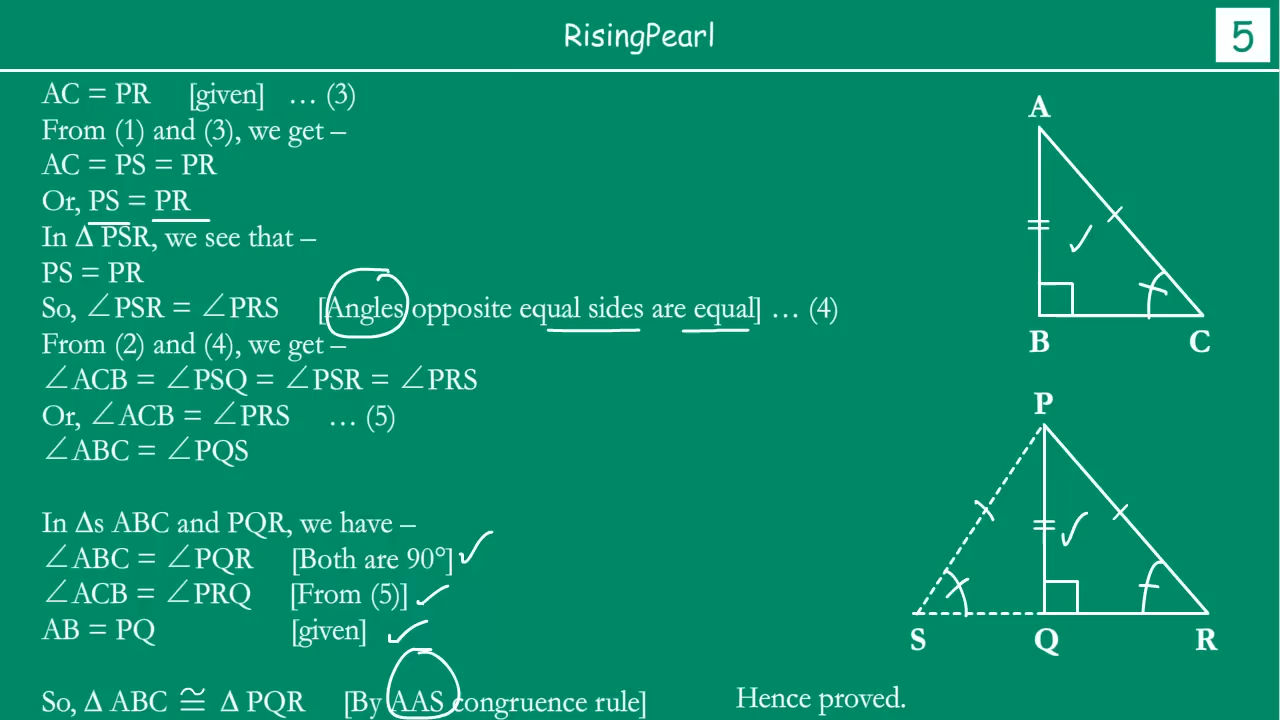 RisingPearl
5
AC = PR [given] … (3)
From (1) and (3), we get –
AC = PS = PR
Or, PS = PR
In Δ PSR, we see that –
PS = PR
So, ∠PSR = ∠PRS [Angles opposite equal sides are equal] … (4)
From (2) and (4), we get –
∠ACB = ∠PSQ = ∠PSR = ∠PRS
Or, ∠ACB = ∠PRS … (5)
∠ABC = ∠PQS
In Δs ABC and PQR, we have –
∠ABC = ∠PQR [Both are 90°]
∠ACB = ∠PRQ [From (5)]
AB = PQ [given]
So, Δ ABC ≅ Δ PQR [By AAS congruence rule] Hence proved.
A
B C
P
S Q R